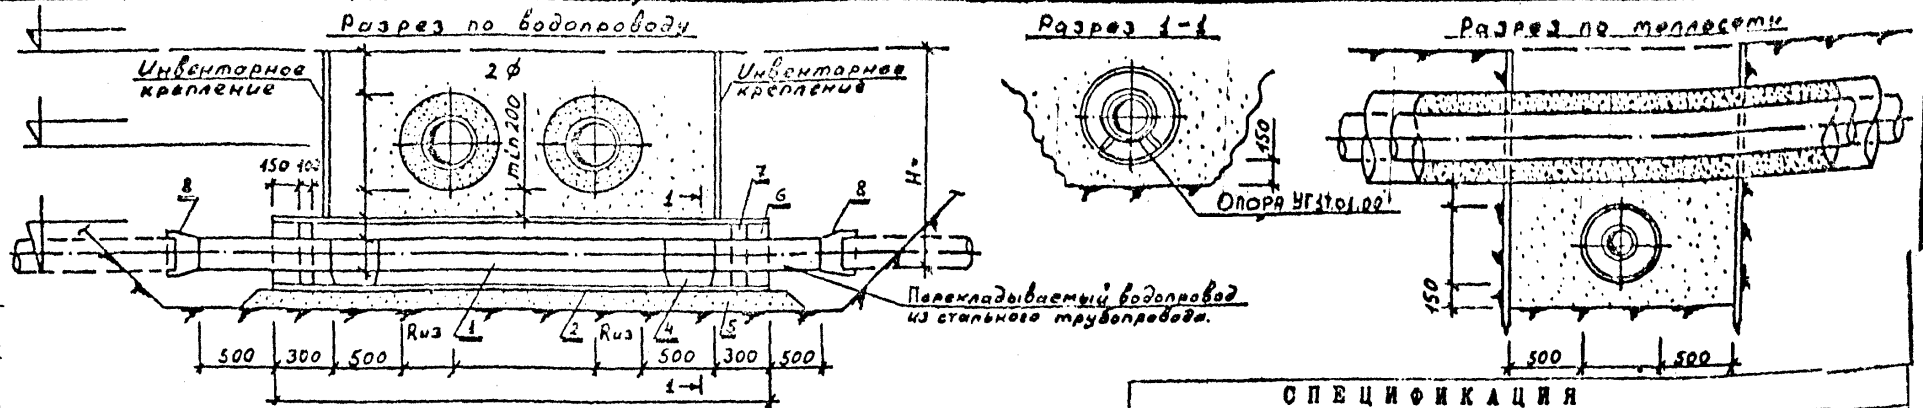 Разрез по водопроводу
Разрез 1-1
Разрез по теплосети
Инвентарное
крепление
2 ф
Инвентарное
крепление
min 200
H=
150
100
8
7
6
8
1
150
Опора УГ 14.01.00
Перекладываемый водопровод
из стального трубопровода.
150
Rиз
1
2
Rиз
4
5
500
300
500
500
300
500
500
500
1
СПЕЦИФИКАЦИЯ